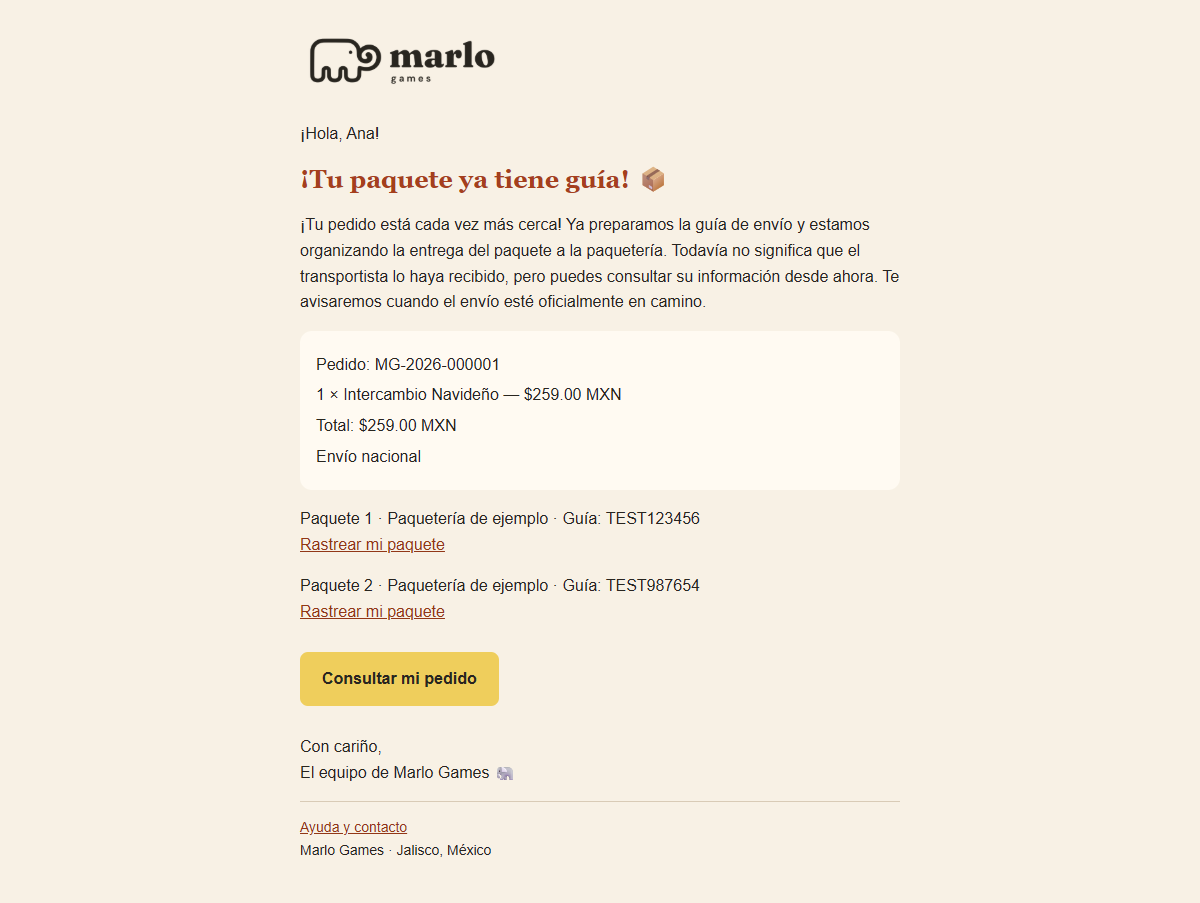 marlo
games
¡Hola, Ana!
¡Tu paquete ya tiene guía! 📦
¡Tu pedido está cada vez más cerca! Ya preparamos la guía de envío y estamos
organizando la entrega del paquete a la paquetería. Todavía no significa que el
transportista lo haya recibido, pero puedes consultar su información desde ahora. Te
avisaremos cuando el envío esté oficialmente en camino.
Pedido: MG-2026-000001
1 × Intercambio Navideño — $259.00 MXN
Total: $259.00 MXN
Envío nacional
Paquete 1 · Paquetería de ejemplo · Guía: TEST123456
Rastrear mi paquete
Paquete 2 · Paquetería de ejemplo · Guía: TEST987654
Rastrear mi paquete
Consultar mi pedido
Con cariño,
El equipo de Marlo Games 🐘
Ayuda y contacto
Marlo Games · Jalisco, México